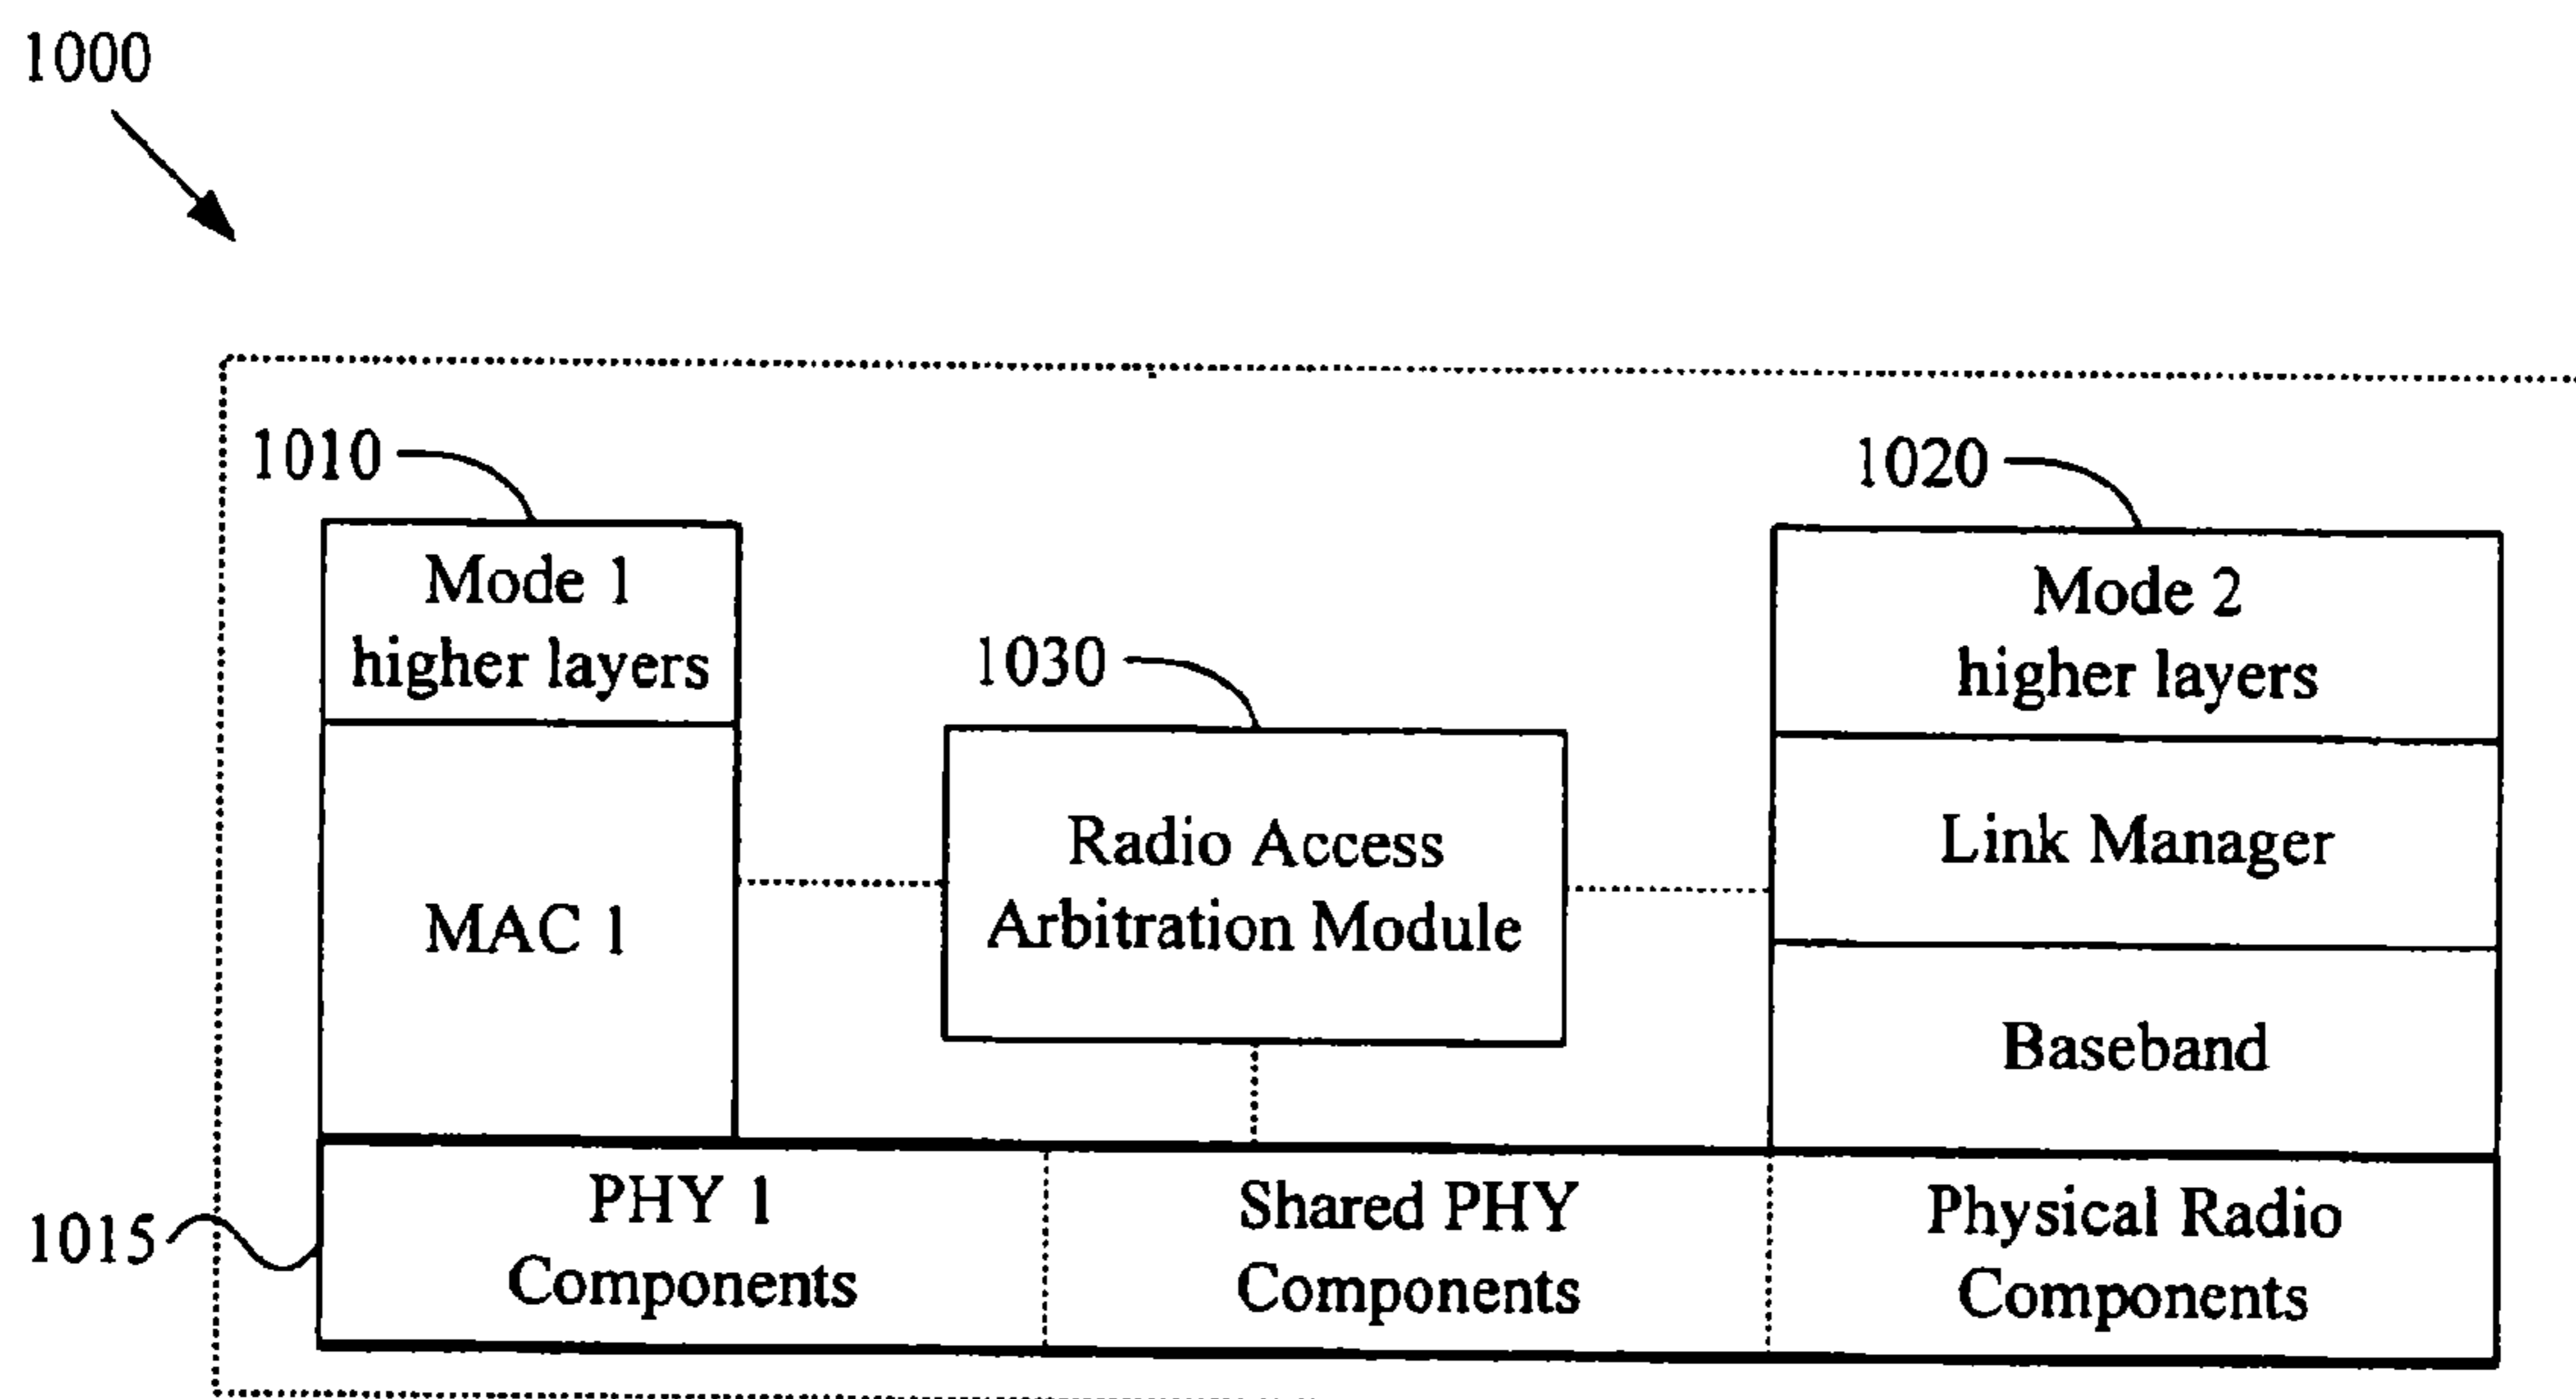 1000
1010
1020
Mode 1
higher layers
Mode 2
higher layers
1030
Radio Access
Arbitration Module
Link Manager
MAC 1
Baseband
1015
PHY 1
Components
Shared PHY
Components
Physical Radio
Components